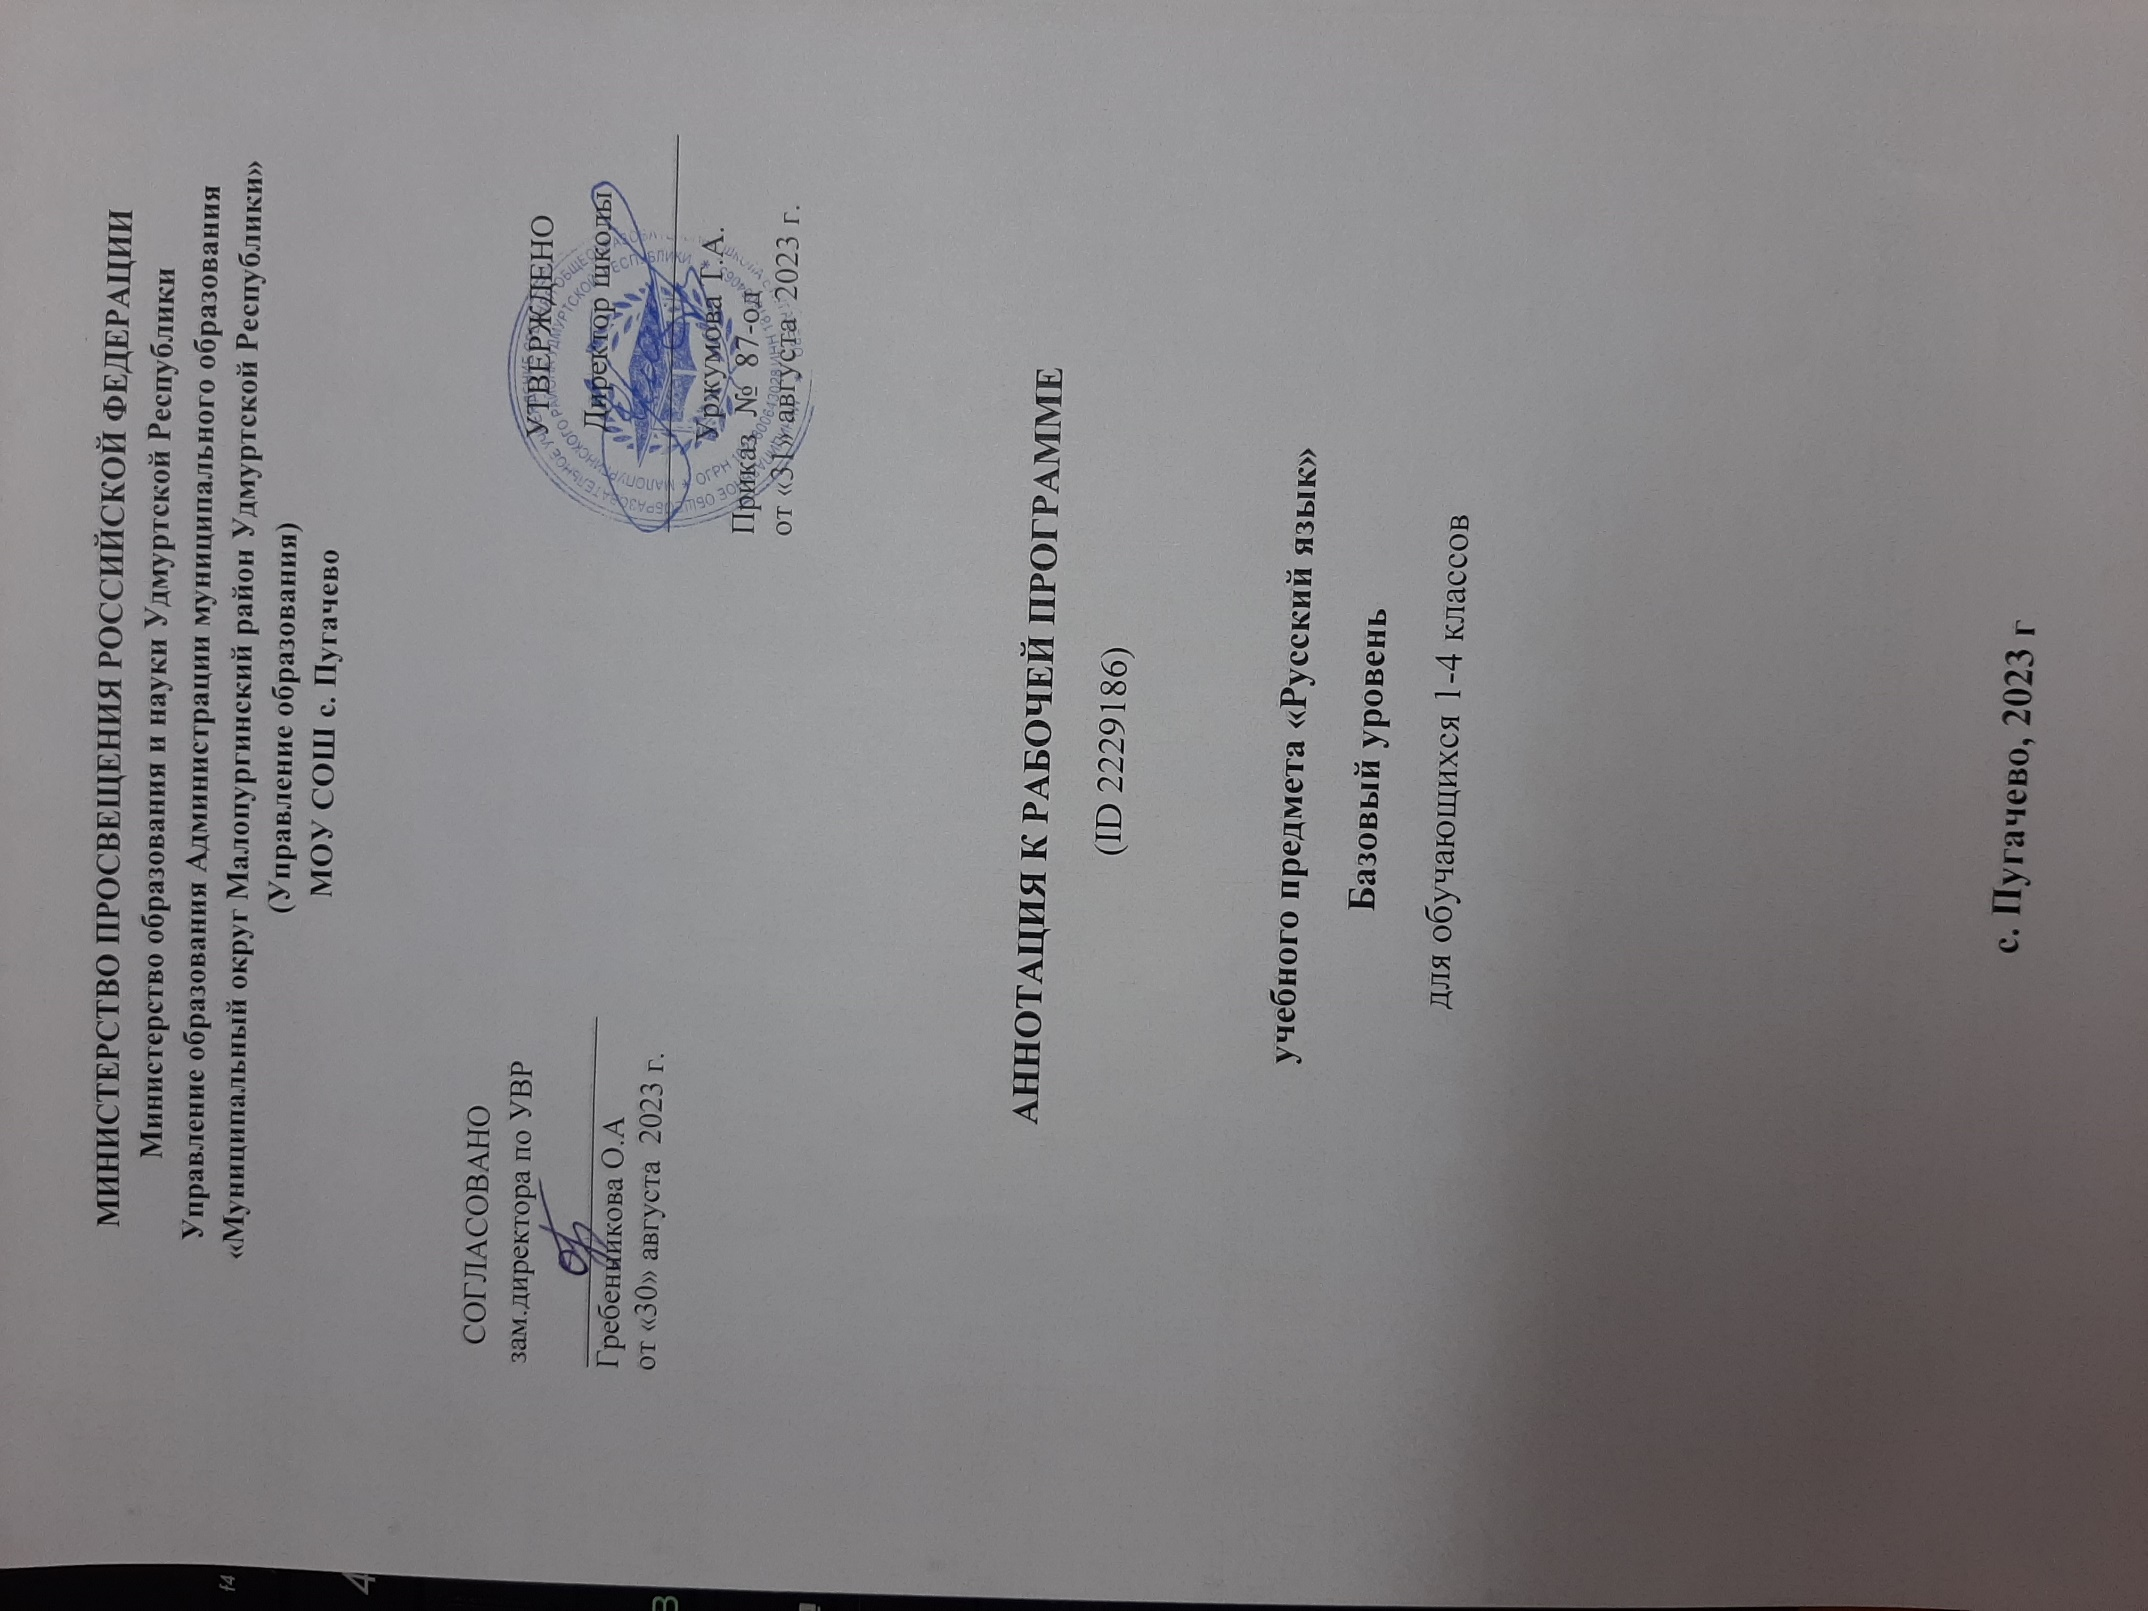 МИНИСТЕРСТВО ПРОСВЕЩЕНИЯ РОССИЙСКОЙ ФЕДЕРАЦИИ
Министерство образования и науки Удмуртской Республики
Управление образования Администрации муниципального образования
«Муниципальный округ Малопургинский район Удмуртской Республики»
(Управление образования)
МОУ СОШ с. Пугачево
СОГЛАСОВАНО
зам.директора по УВР
Гребенникова О.А
от «30» августа 2023 г.
УТВЕРЖДЕНО
Директор школы
Уржумова Г.А.
Приказ № 87-од
от «31» августа 2023 г.
АННОТАЦИЯ К РАБОЧЕЙ ПРОГРАММЕ
(ID 2229186)
учебного предмета «Русский язык»
Базовый уровень
для обучающихся 1-4 классов
с. Пугачево, 2023 г
f4
4